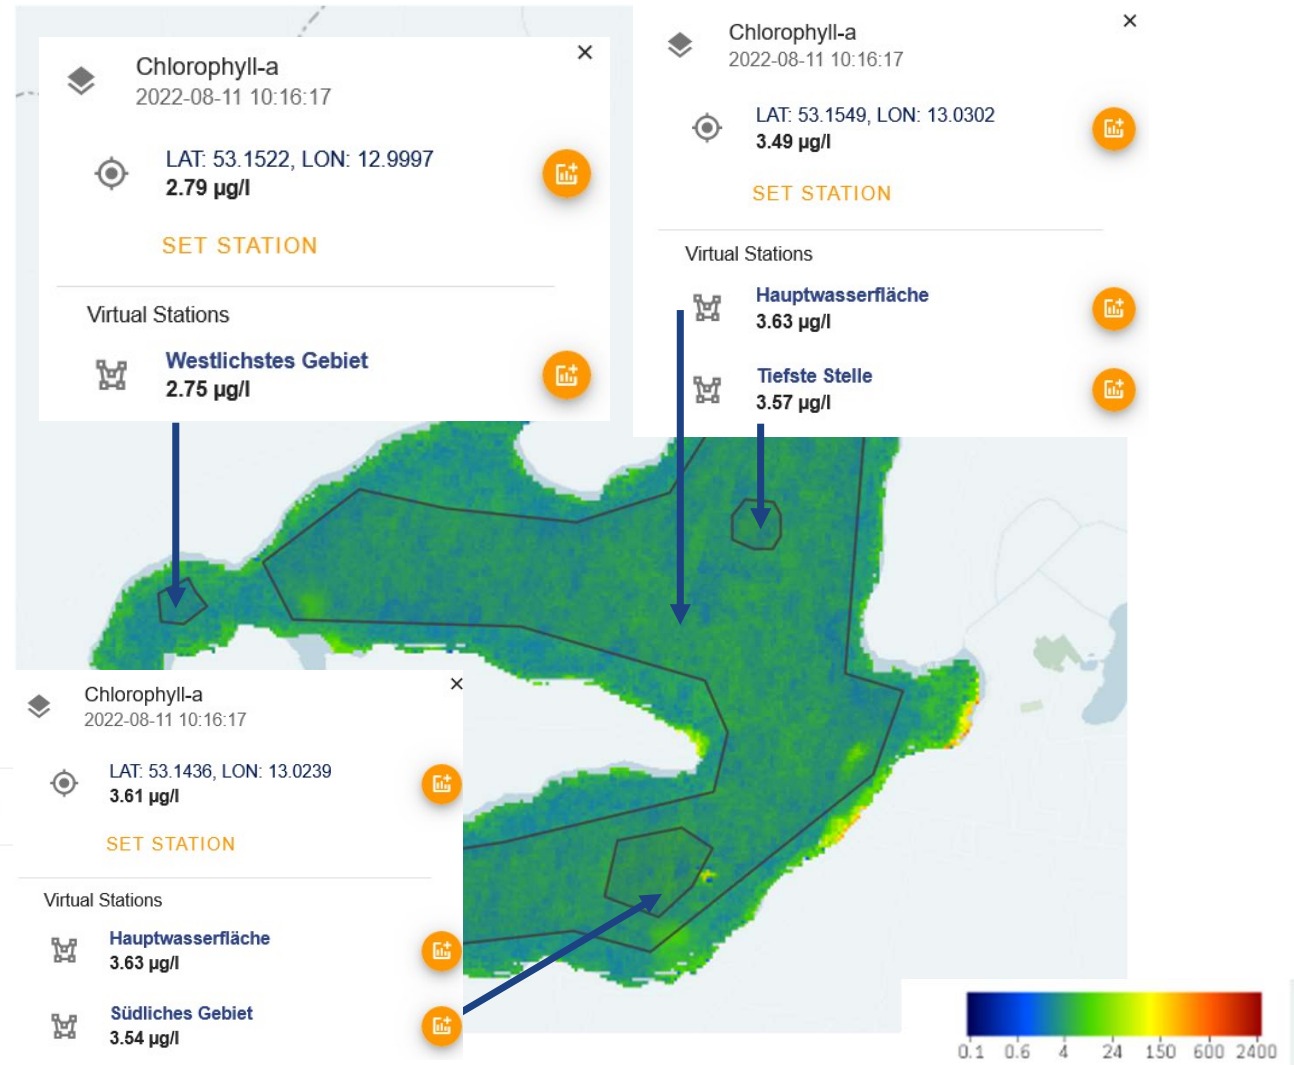 Chlorophyll-a
2022-08-11 10:16:17
LAT: 53.1522, LON: 12.9997
2.79 µg/l
SET STATION
Virtual Stations
Westlichstes Gebiet
2.75 µg/l
Chlorophyll-a
2022-08-11 10:16:17
LAT: 53.1549, LON: 13.0302
3.49 µg/l
SET STATION
Virtual Stations
Hauptwasserfläche
3.63 µg/l
Tiefste Stelle
3.57 µg/l
Chlorophyll-a
2022-08-11 10:16:17
LAT: 53.1436, LON: 13.0239
3.61 µg/l
SET STATION
Virtual Stations
Hauptwasserfläche
3.63 µg/l
Südliches Gebiet
3.54 µg/l
0.1 0.6 4 24 150 600 2400